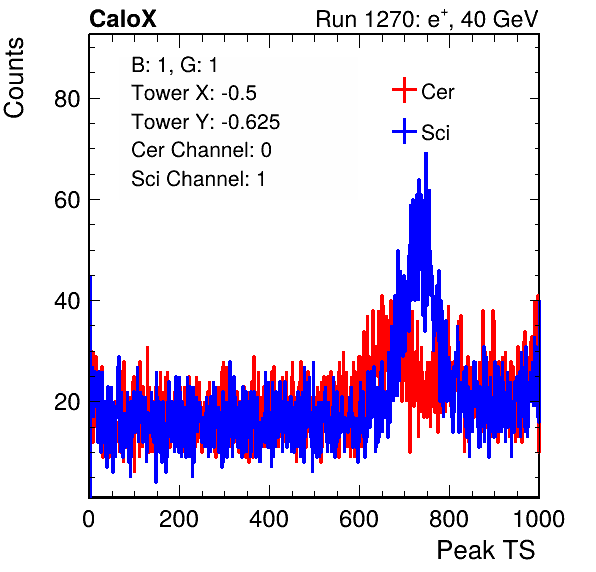 CaloX Run 1270: e+, 40 GeV
Counts
B: 1, G: 1
Tower X: -0.5
Tower Y: -0.625
Cer Channel: 0
Sci Channel: 1
Cer
Sci
80
60
40
20
0 200 400 600 800 1000
Peak TS